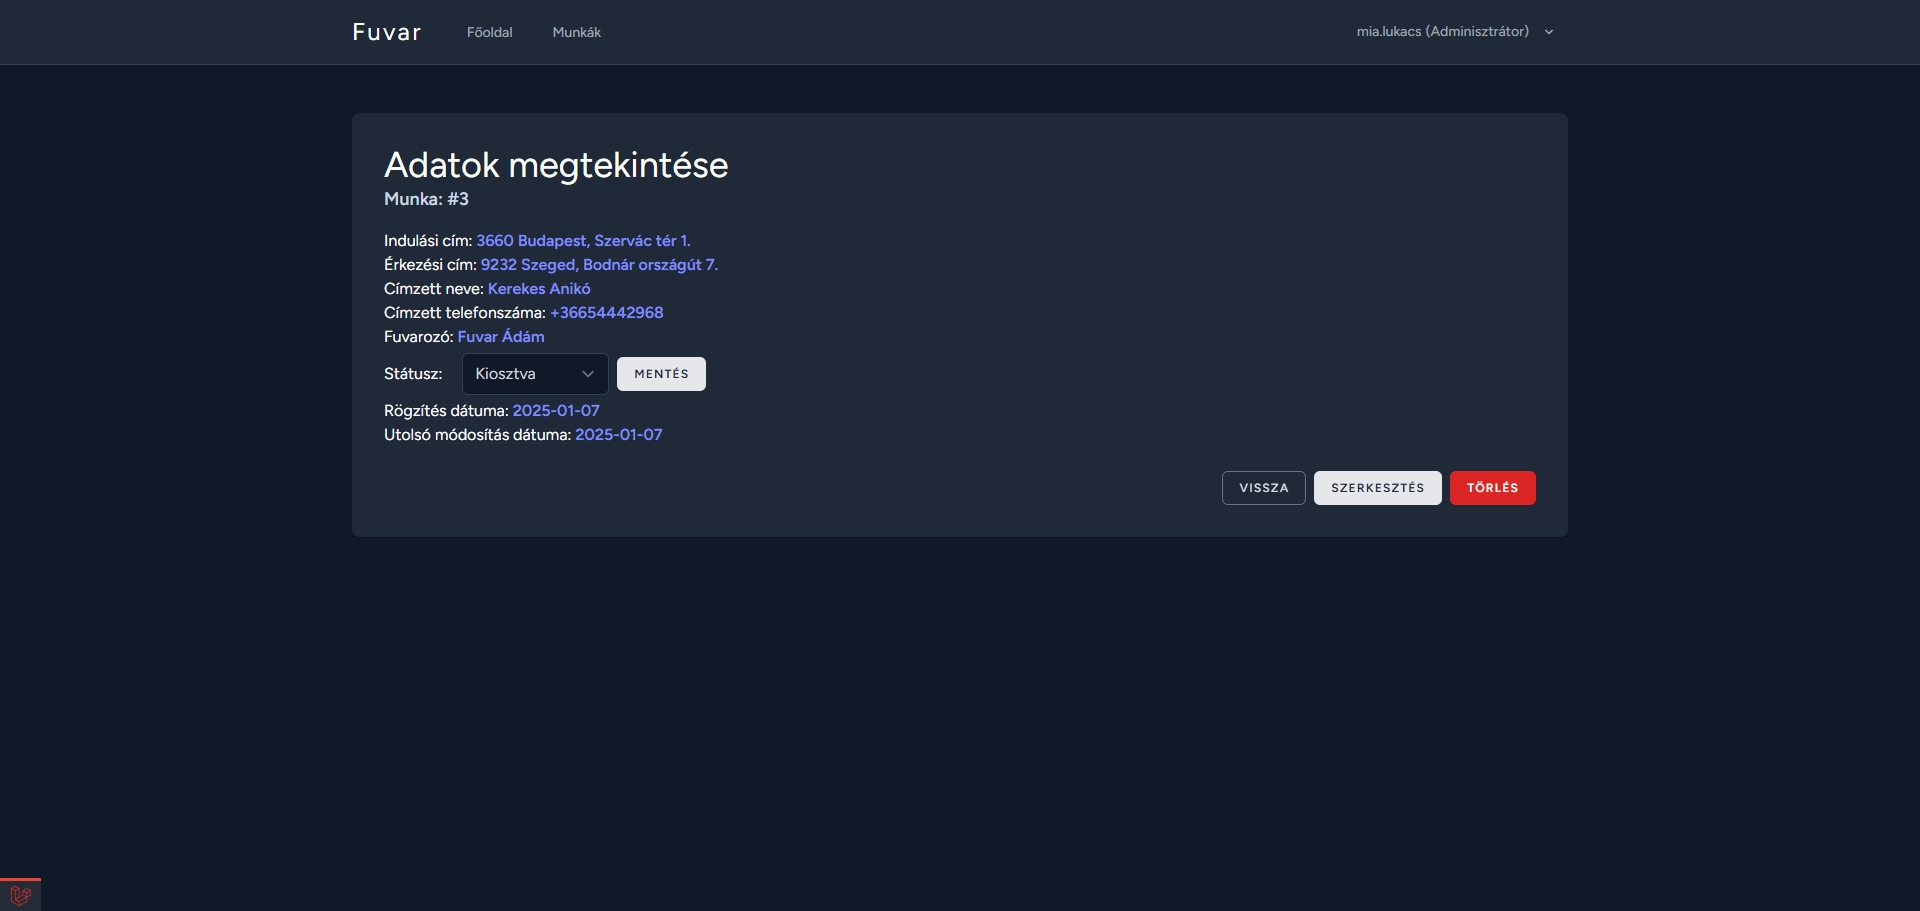 Fuvar Főoldal Munkák mia.lukacs (Adminisztrátor)
Adatok megtekintése
Munka: #3
Indulási cím: 3660 Budapest, Szervác tér 1.
Érkezési cím: 9232 Szeged, Bodnár országút 7.
Címzett neve: Kerekes Anikó
Címzett telefonszáma: +36654442968
Fuvarozó: Fuvar Ádám
Státusz: Kiosztva MENTÉS
Rögzítés dátuma: 2025-01-07
Utolsó módosítás dátuma: 2025-01-07
VISSZA SZERKESZTÉS TÖRLÉS